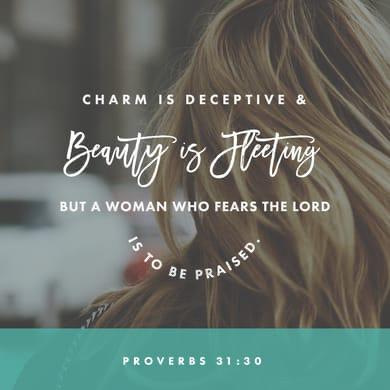 CHARM IS DECEPTIVE &
Beauty is Fleeting
BUT A WOMAN WHO FEARS THE LORD
IS TO BE PRAISED.
PROVERBS 31:30